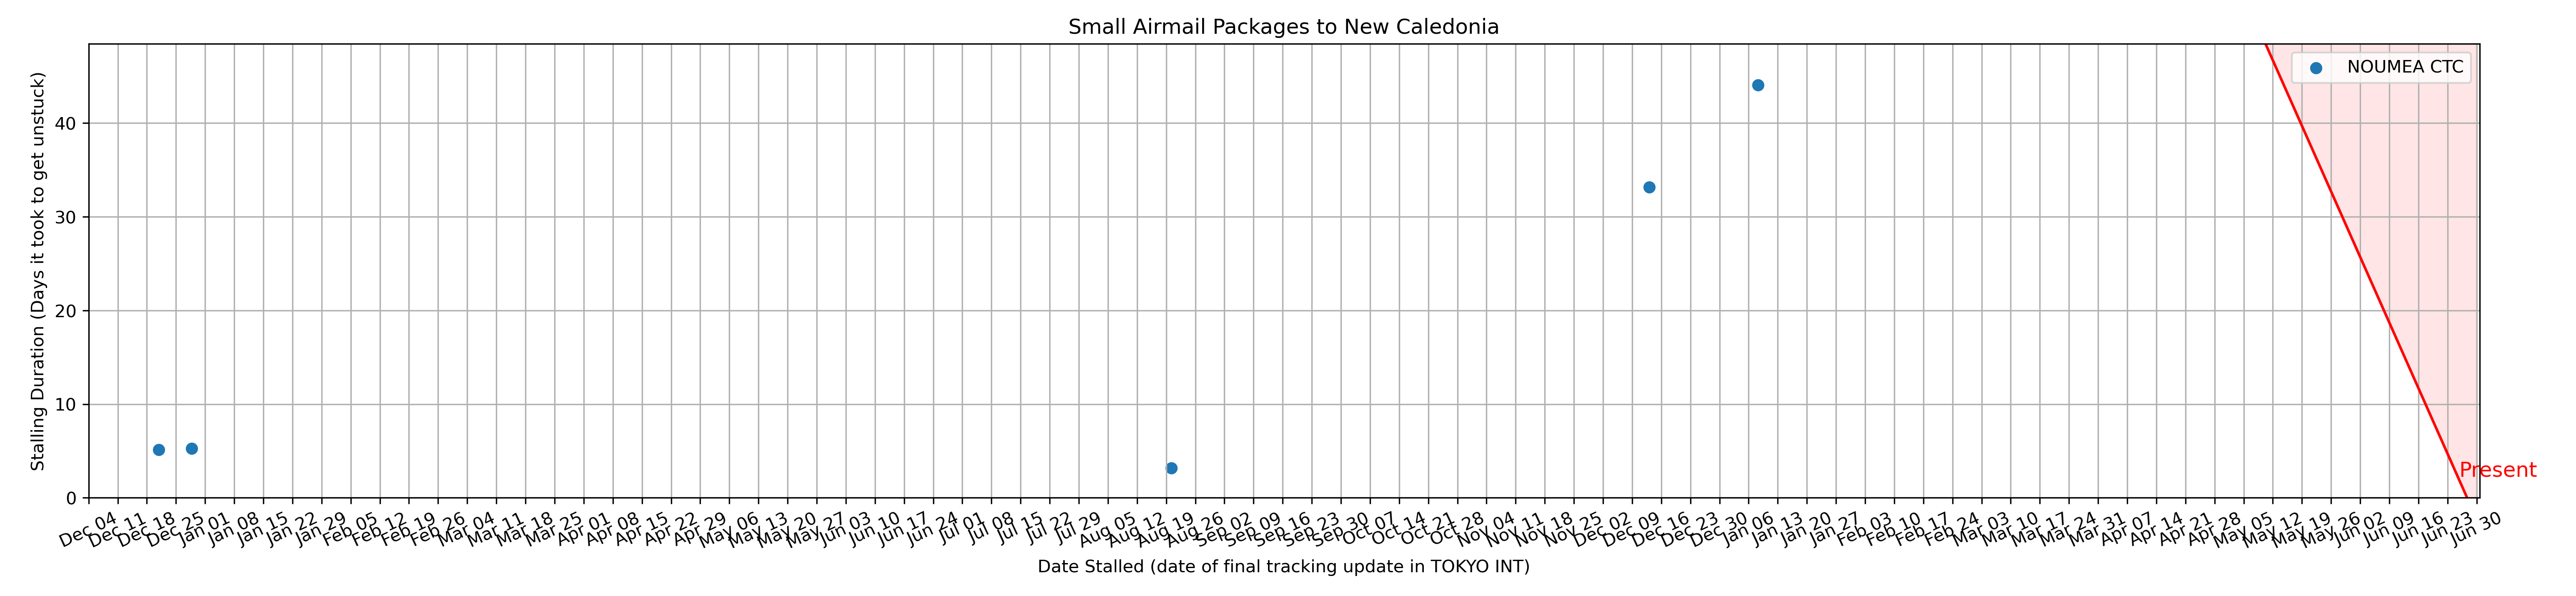 Small Airmail Packages to New Caledonia
NOUMEA CTC
Stalling Duration (Days it took to get unstuck)
40
30
20
10
0
Present
Dec 04 Dec 11 Dec 18 Dec 25 Jan 01 Jan 08 Jan 15 Jan 22 Jan 29 Feb 05 Feb 12 Feb 19 Feb 26 Mar 04 Mar 11 Mar 18 Mar 25 Apr 01 Apr 08 Apr 15 Apr 22 Apr 29 May 06 May 13 May 20 May 27 Jun 03 Jun 10 Jun 17 Jun 24 Jul 01 Jul 08 Jul 15 Jul 22 Jul 29 Aug 05 Aug 12 Aug 19 Aug 26 Sep 02 Sep 09 Sep 16 Sep 23 Sep 30 Oct 07 Oct 14 Oct 21 Oct 28 Nov 04 Nov 11 Nov 18 Nov 25 Dec 02 Dec 09 Dec 16 Dec 23 Dec 30 Jan 06 Jan 13 Jan 20 Jan 27 Feb 03 Feb 10 Feb 17 Feb 24 Mar 03 Mar 10 Mar 17 Mar 24 Mar 31 Apr 07 Apr 14 Apr 21 Apr 28 May 05 May 12 May 19 May 26 Jun 02 Jun 09 Jun 16 Jun 23 Jun 30
Date Stalled (date of final tracking update in TOKYO INT)